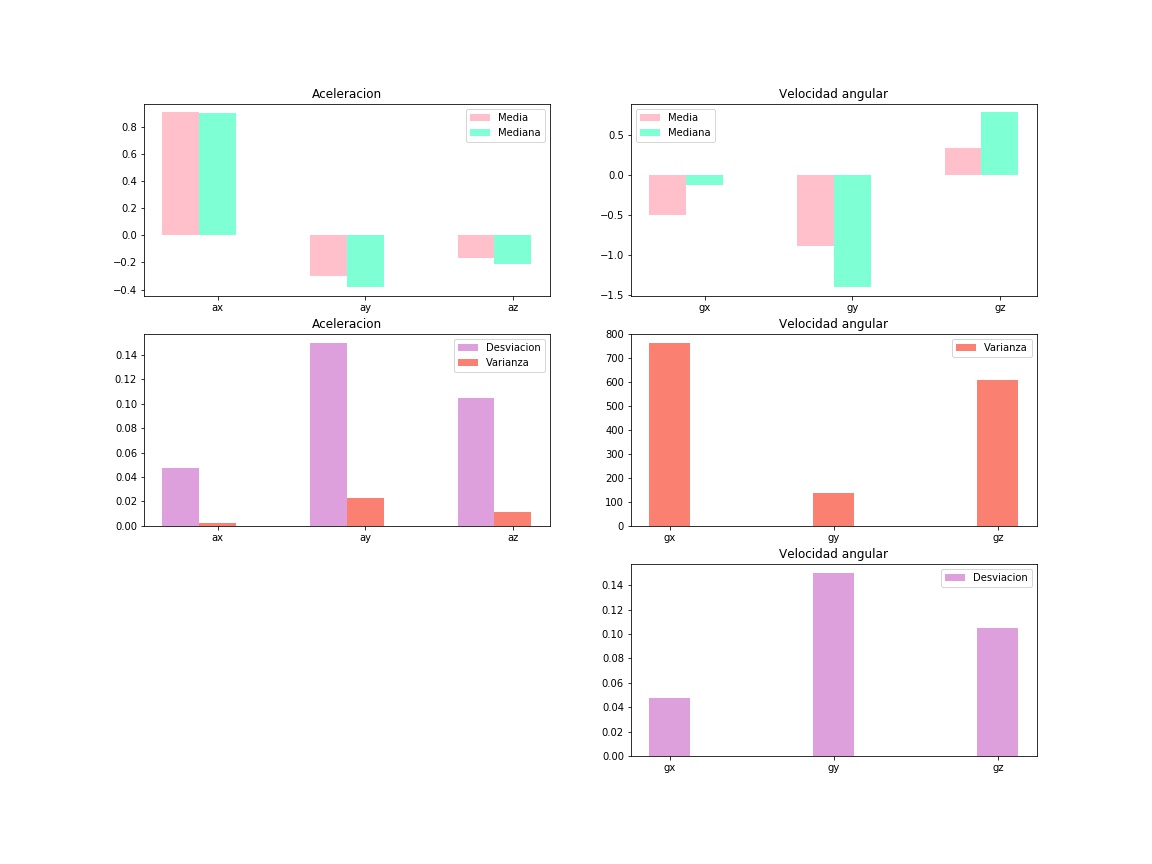 Aceleracion
0.8
0.6
0.4
0.2
0.0
−0.2
−0.4
Media
Mediana
ax ay az
Velocidad angular
0.5
0.0
−0.5
−1.0
−1.5
Media
Mediana
gx gy gz
Aceleracion
0.14
0.12
0.10
0.08
0.06
0.04
0.02
0.00
Desviacion
Varianza
ax ay az
Velocidad angular
800
700
600
500
400
300
200
100
0
Varianza
gx gy gz
Velocidad angular
0.14
0.12
0.10
0.08
0.06
0.04
0.02
0.00
Desviacion
gx gy gz